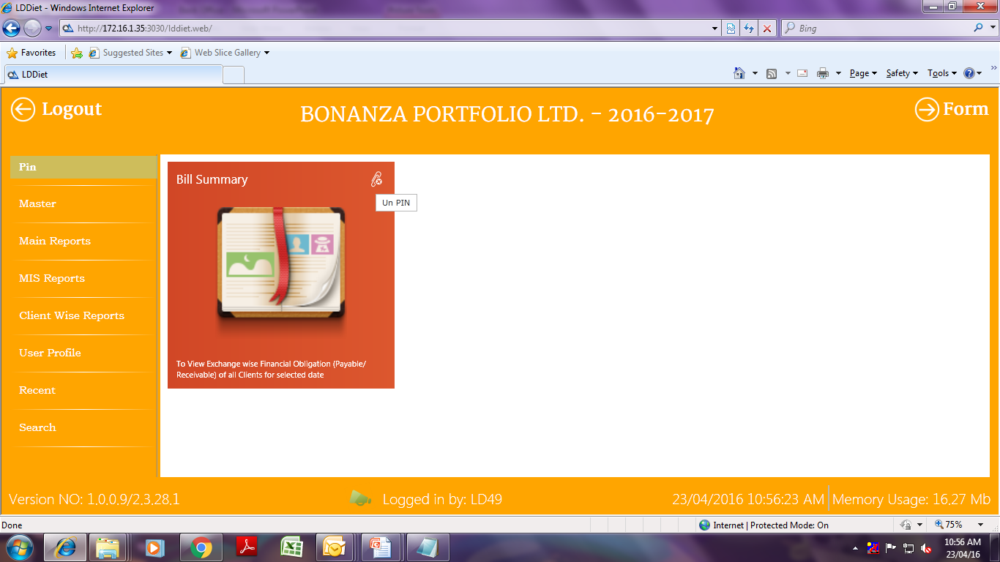 LDDiet - Windows Internet Explorer
http://172.16.1.35:3030/lddiet.web/
Bing
Favorites
Suggested Sites
Web Slice Gallery
LDDiet
Page
Safety
Tools
Logout
BONANZA PORTFOLIO LTD. - 2016-2017
Form
Pin
Master
Main Reports
MIS Reports
Client Wise Reports
User Profile
Recent
Search
Bill Summary
Un PIN
To View Exchange wise Financial Obligation (Payable/
Receivable) of all Clients for selected date
Version NO: 1.0.0.9/2.3.28.1
Logged in by: LD49
23/04/2016 10:56:23 AM
Memory Usage: 16.27 Mb
Done
Internet | Protected Mode: On
75%
10:56 AM
23/04/16